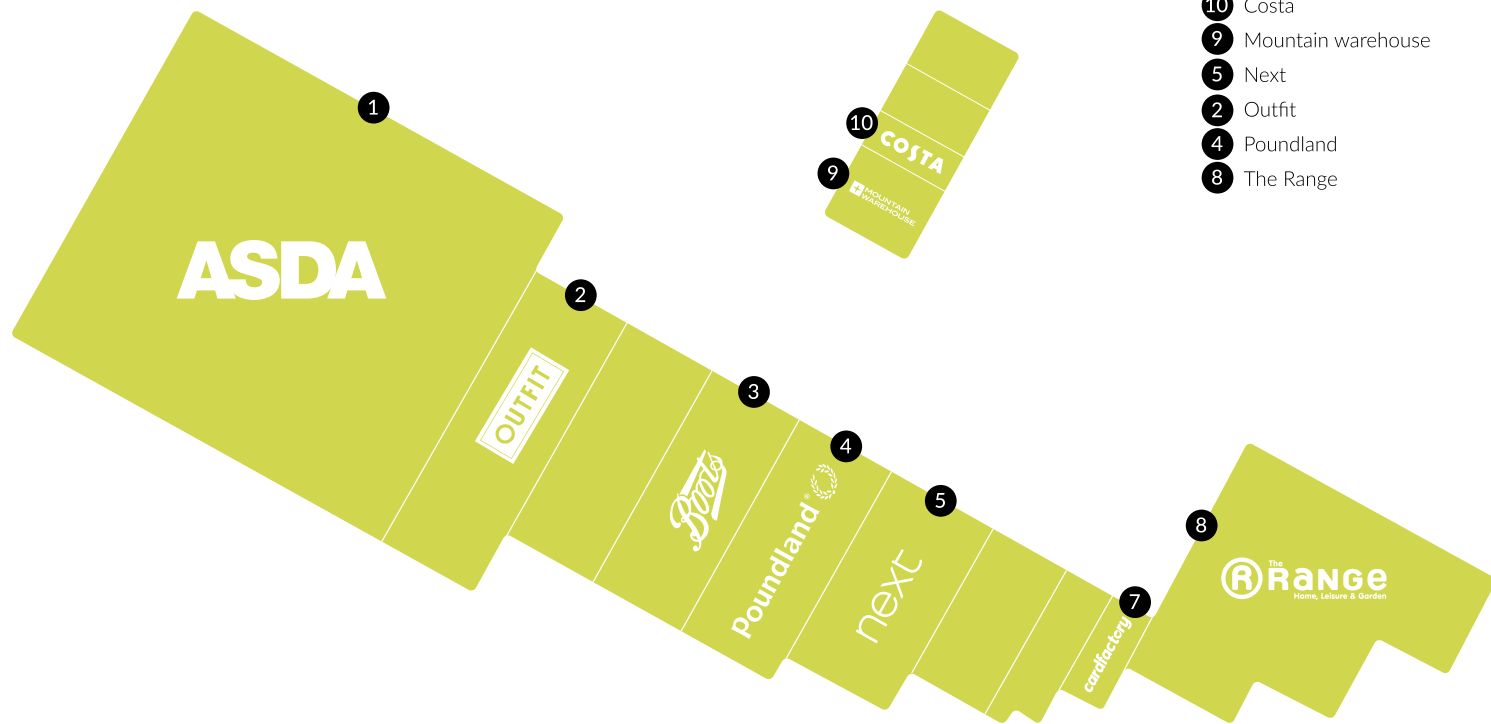 10 Costa
9 Mountain warehouse
5 Next
2 Outfit
4 Poundland
8 The Range
1
ASDA
10
COSTA
9
MOUNTAIN
WAREHOUSE
2
OUTFIT
3
Boots
4
Poundland®
5
next
7
cardfactory
8
R The
RANGE
Home, Leisure & Garden